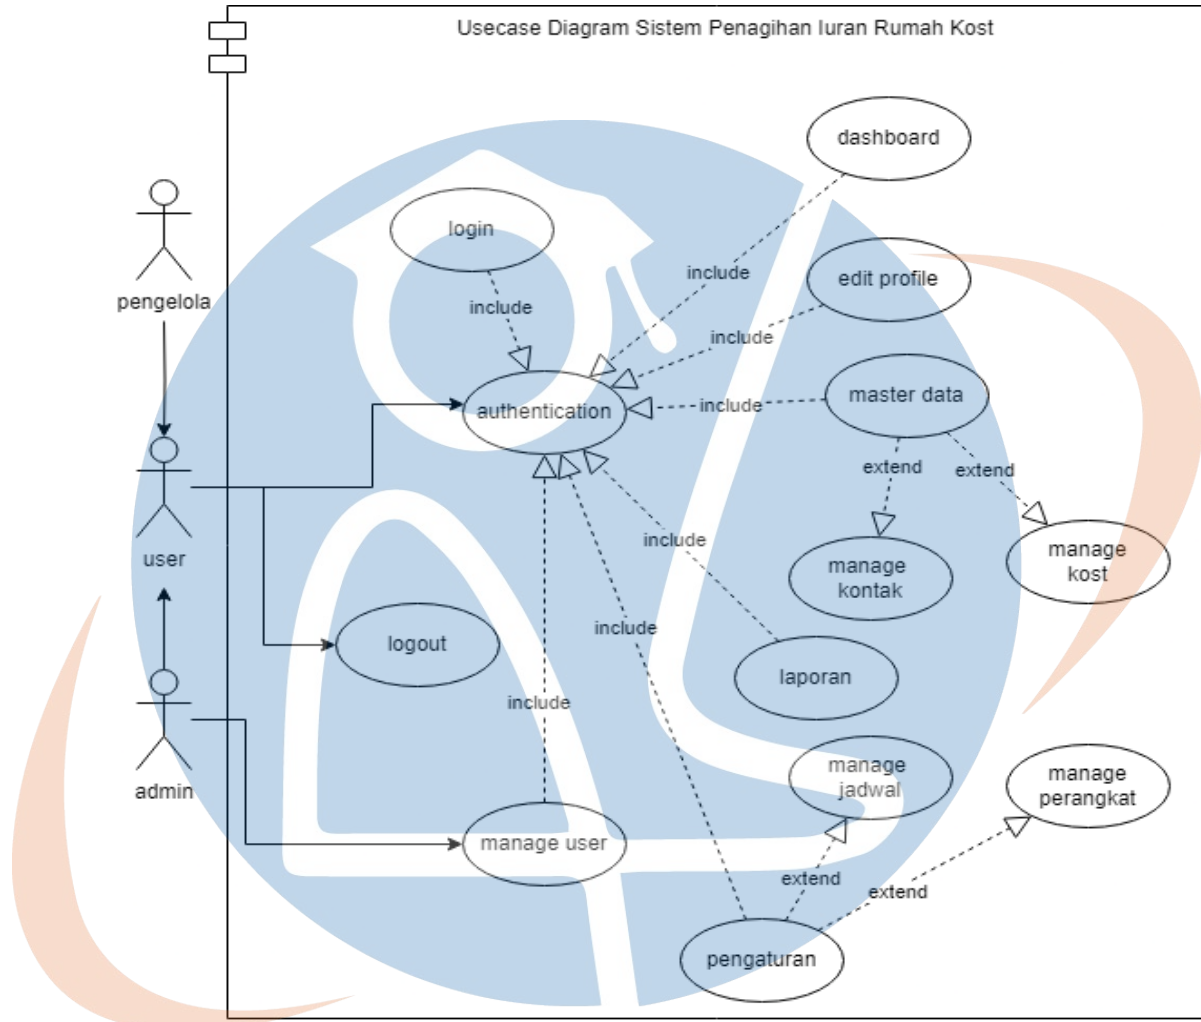 Usecase Diagram Sistem Penagihan Iuran Rumah Kost
dashboard
login
include
edit profile
pengelola
include
include
authentication
include
master data
extend
extend
user
include
manage
kontak
manage
kost
logout
include
laporan
include
admin
manage
jadwal
manage
perangkat
manage user
extend
extend
pengaturan